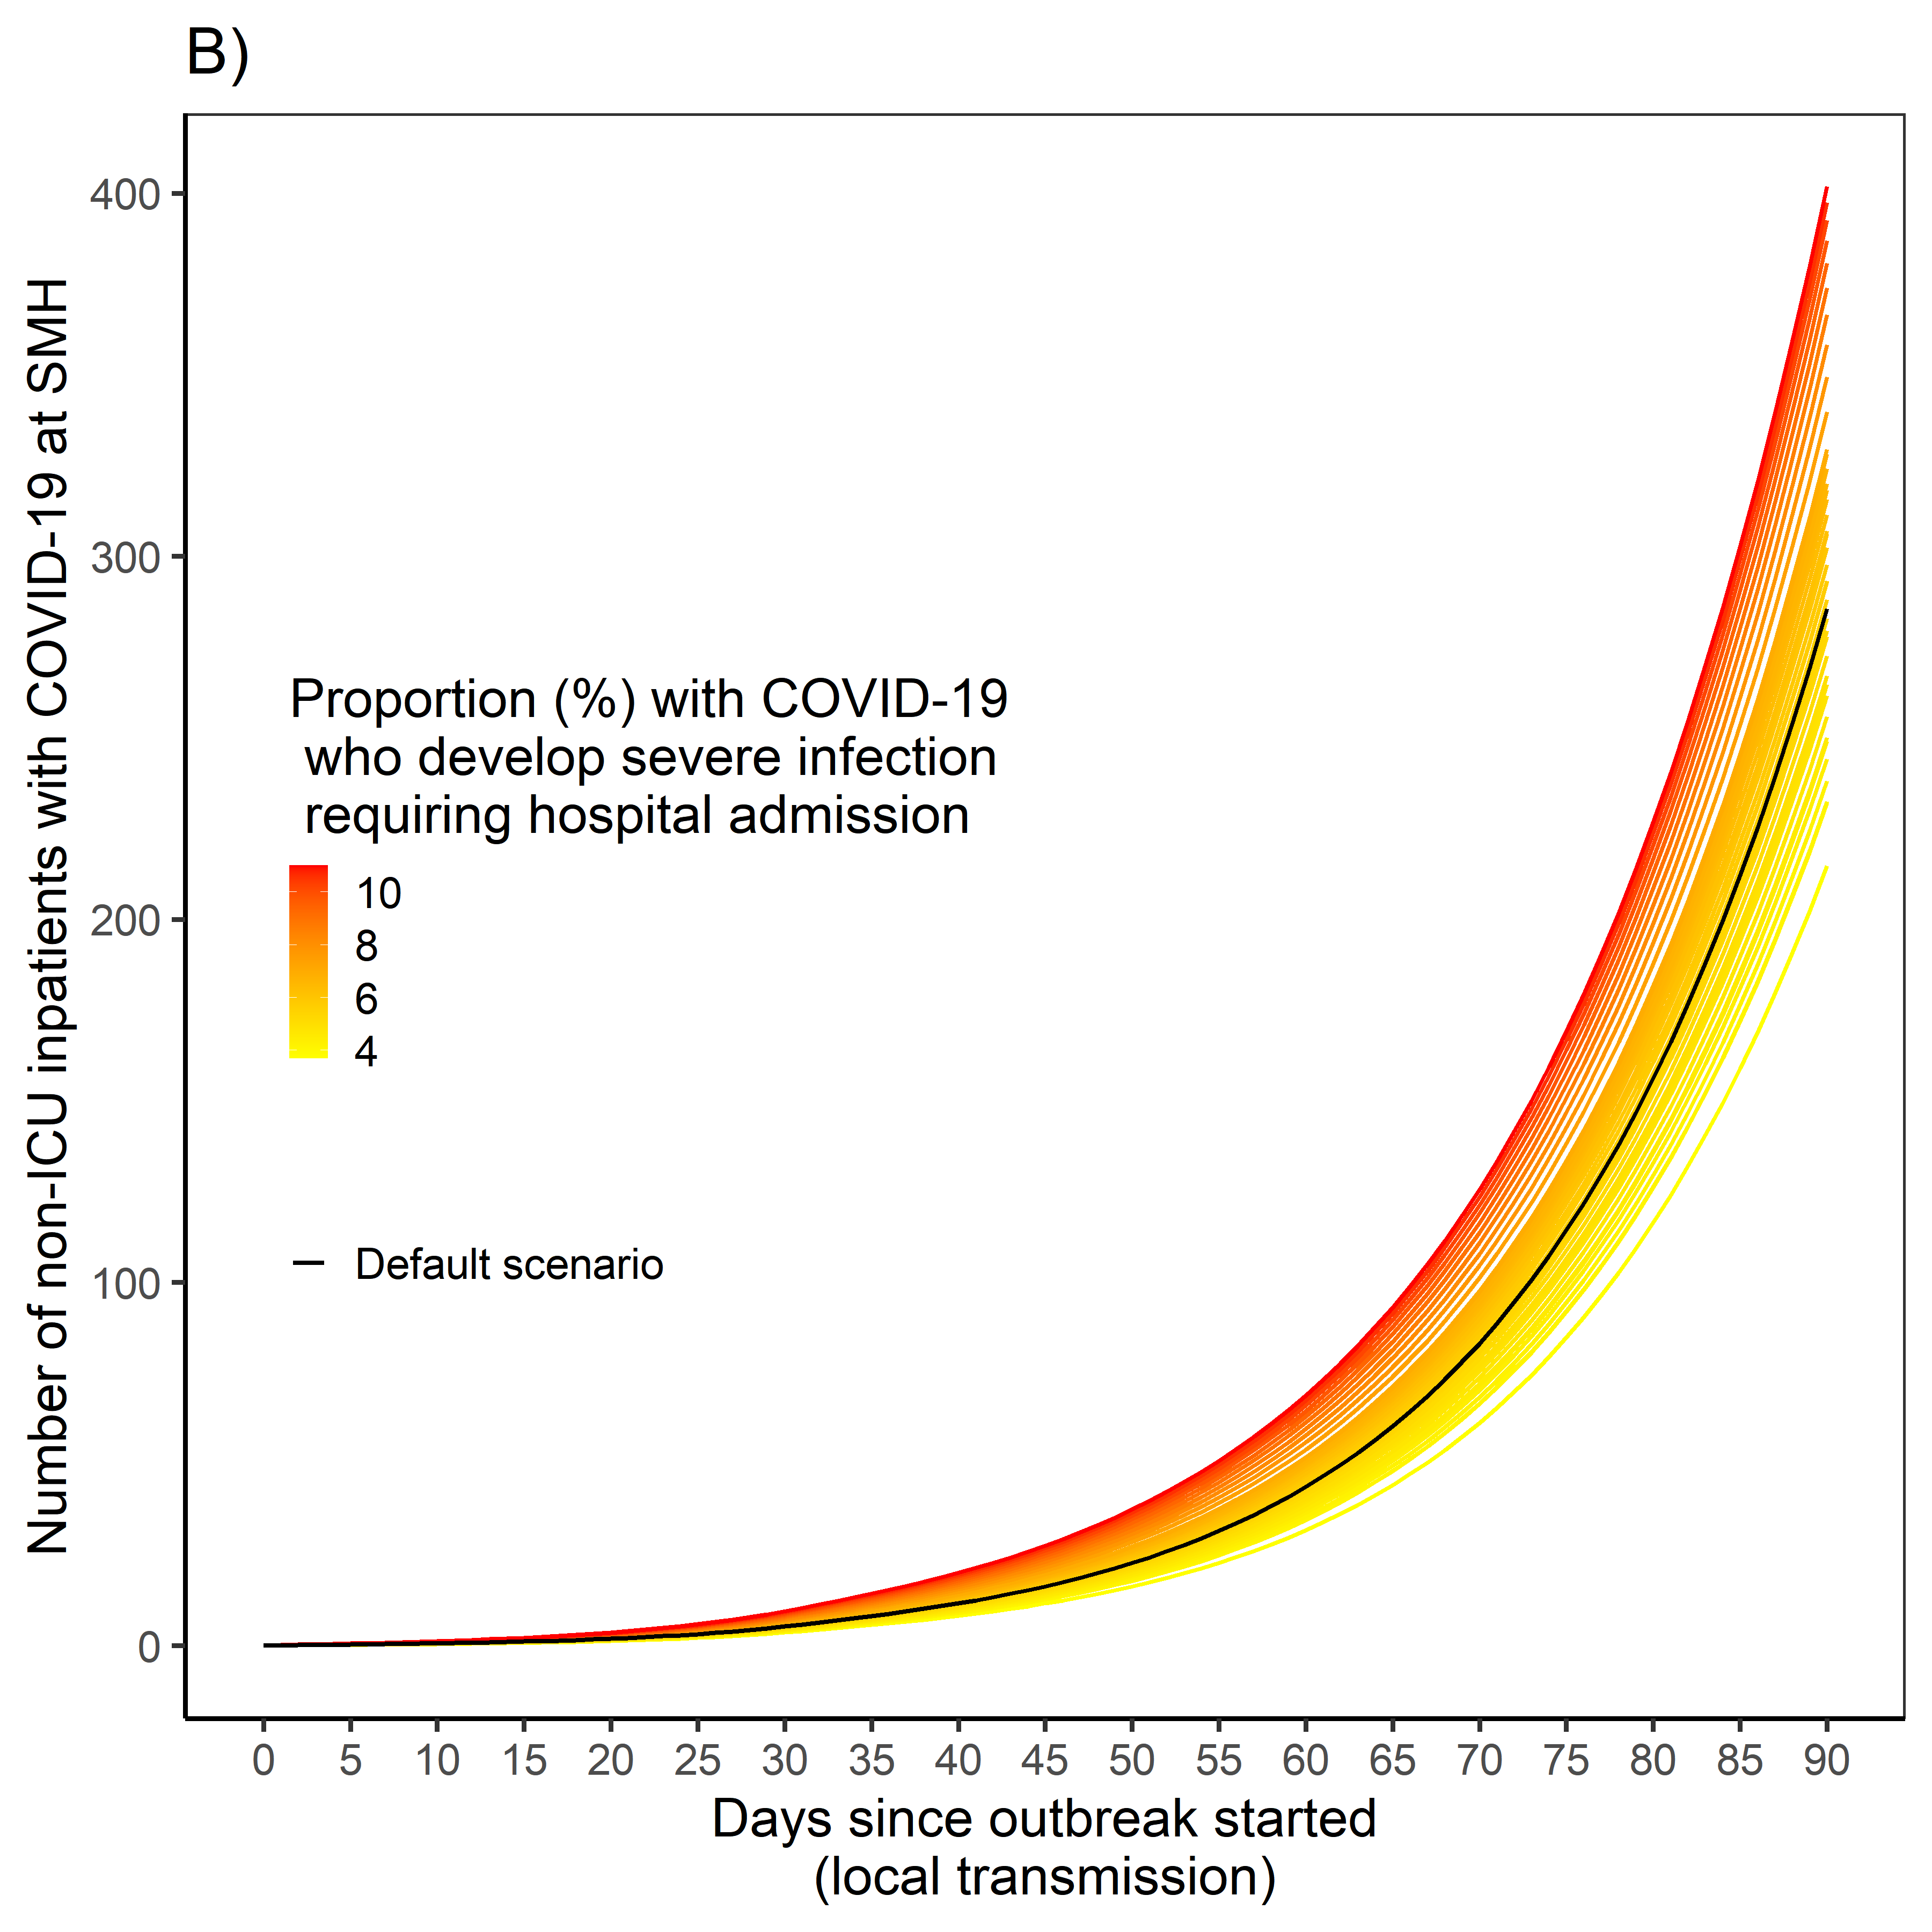 B)
Number of non-ICU inpatients with COVID-19 at SMH
400
300
200
100
0
Proportion (%) with COVID-19
who develop severe infection
requiring hospital admission
10
8
6
4
Default scenario
0 5 10 15 20 25 30 35 40 45 50 55 60 65 70 75 80 85 90
Days since outbreak started
(local transmission)